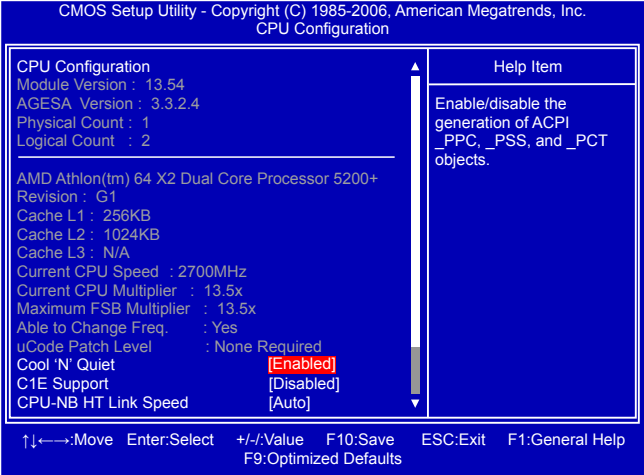 CMOS Setup Utility - Copyright (C) 1985-2006, American Megatrends, Inc.
CPU Configuration
CPU Configuration
Module Version : 13.54
AGESA Version : 3.3.2.4
Physical Count : 1
Logical Count : 2
AMD Athlon(tm) 64 X2 Dual Core Processor 5200+
Revision : G1
Cache L1 : 256KB
Cache L2 : 1024KB
Cache L3 : N/A
Current CPU Speed : 2700MHz
Current CPU Multiplier : 13.5x
Maximum FSB Multiplier : 13.5x
Able to Change Freq. : Yes
uCode Patch Level : None Required
Cool ‘N’ Quiet [Enabled]
C1E Support [Disabled]
CPU-NB HT Link Speed [Auto]
Help Item
Enable/disable the
generation of ACPI
_PPC, _PSS, and _PCT
objects.
↑↓←→:Move Enter:Select +/-/:Value F10:Save ESC:Exit F1:General Help
F9:Optimized Defaults